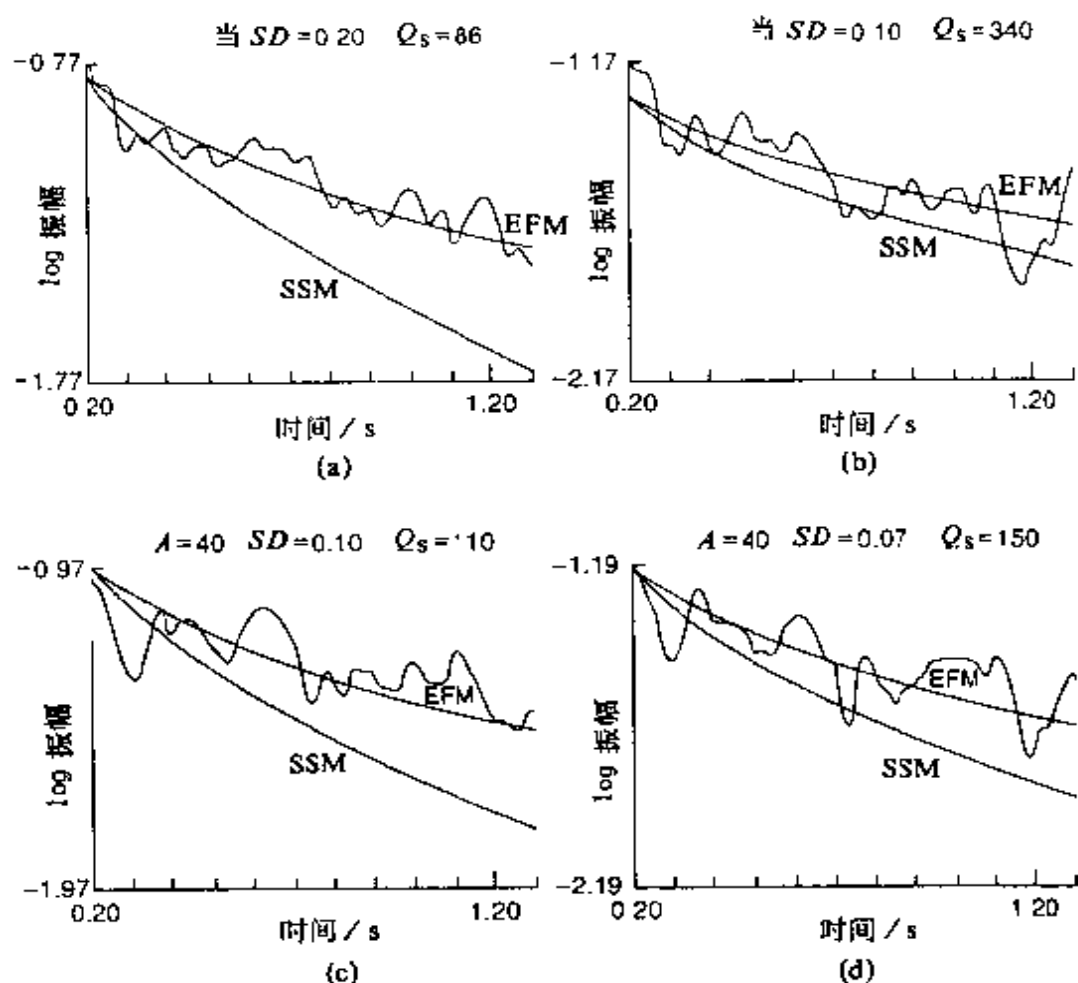 当 SD=0 20 Qs=86
-0.77
log 振幅
EFM
SSM
-1.77
0 20
1.20
时间 / s
(a)
当 SD=0 10 Qs=340
-1.17
log 振幅
EFM
SSM
-2.17
0.20
1.20
时间 / s
(b)
A=40 SD=0.10 Qs=110
-0.97
log 振幅
EFM
SSM
-1.97
0.20
1.20
时间 / s
(c)
A=40 SD=0.07 Qs=150
-1.19
log 振幅
EFM
SSM
-2.19
0 20
1 20
时间 / s
(d)